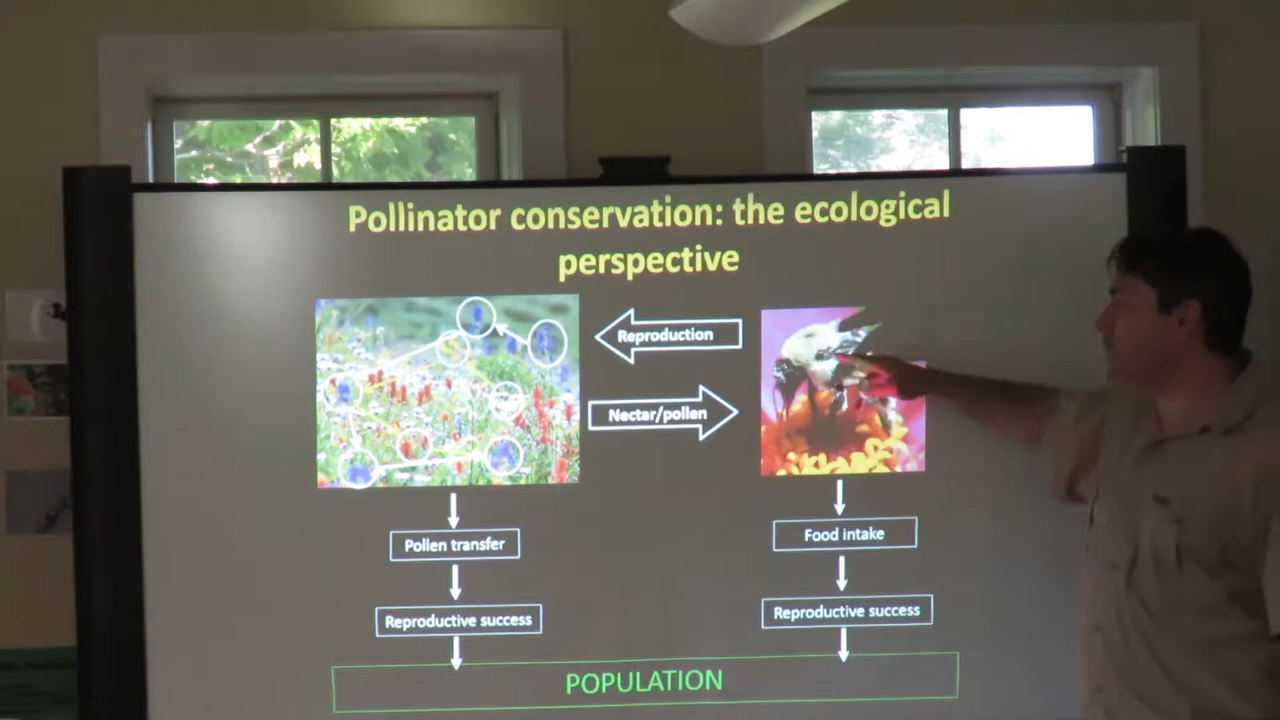 Pollinator conservation: the ecological
perspective
Reproduction
Nectar/pollen
Pollen transfer
Food intake
Reproductive success
Reproductive success
POPULATION